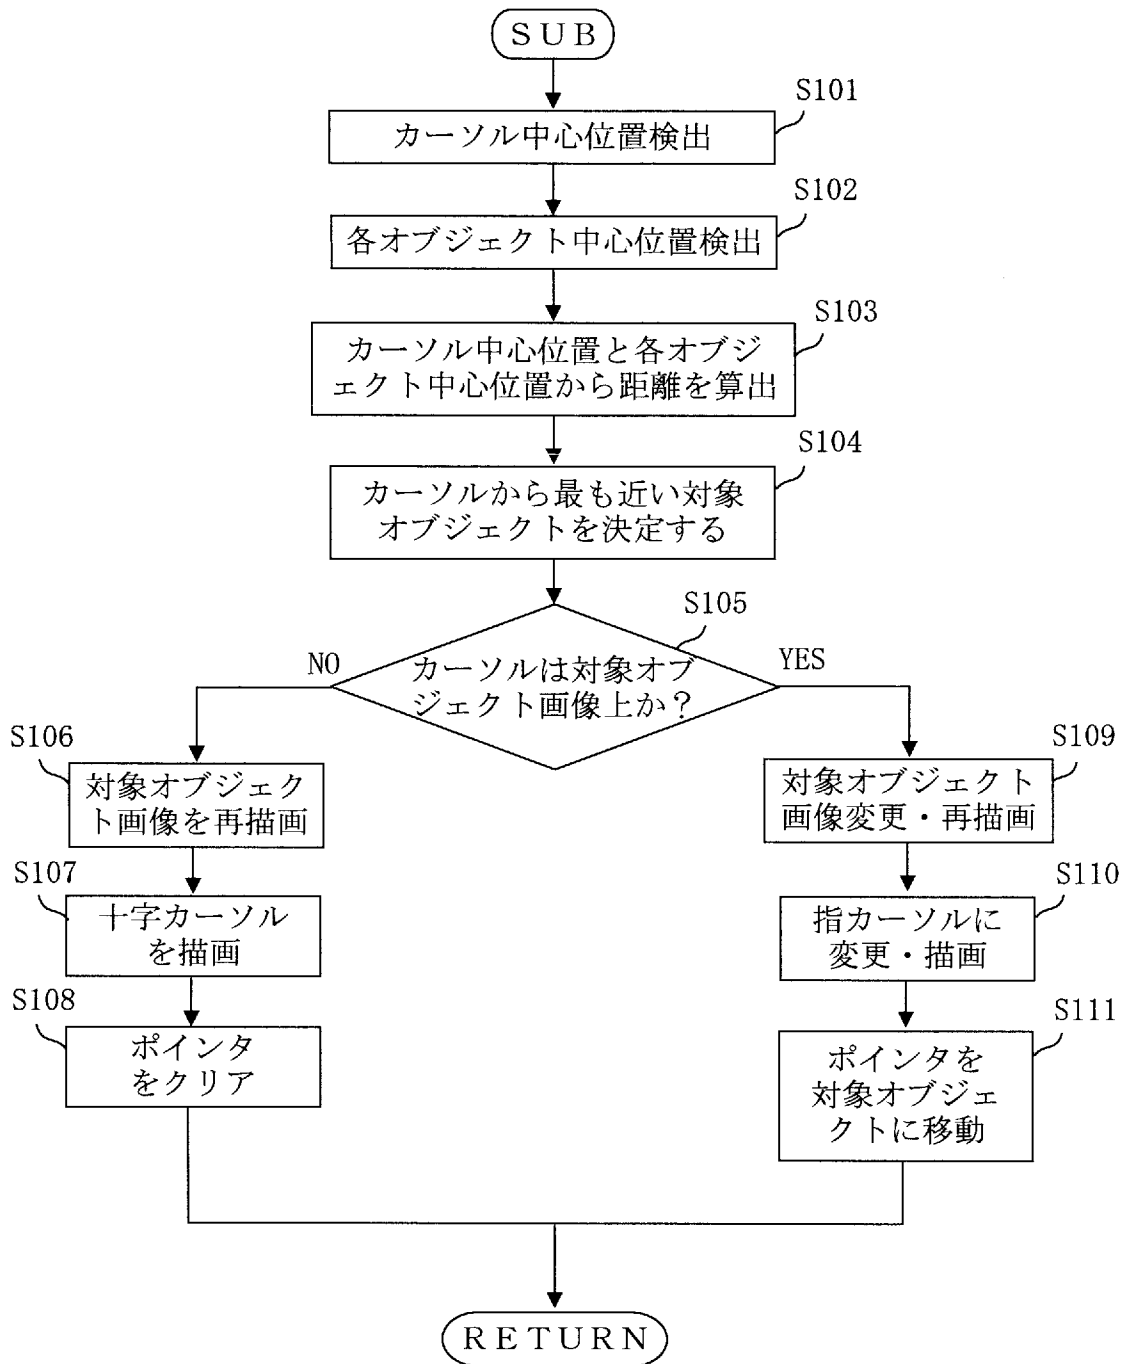 SUB
S101
カーソル中心位置検出
S102
各オブジェクト中心位置検出
S103
カーソル中心位置と各オブジ
ェクト中心位置から距離を算出
S104
カーソルから最も近い対象
オブジェクトを決定する
S105
NO
カーソルは対象オブ
ジェクト画像上か？
YES
S106
対象オブジェク
ト画像を再描画
S107
十字カーソル
を描画
S108
ポインタ
をクリア
S109
対象オブジェクト
画像変更・再描画
S110
指カーソルに
変更・描画
S111
ポインタを
対象オブジェ
クトに移動
RETURN